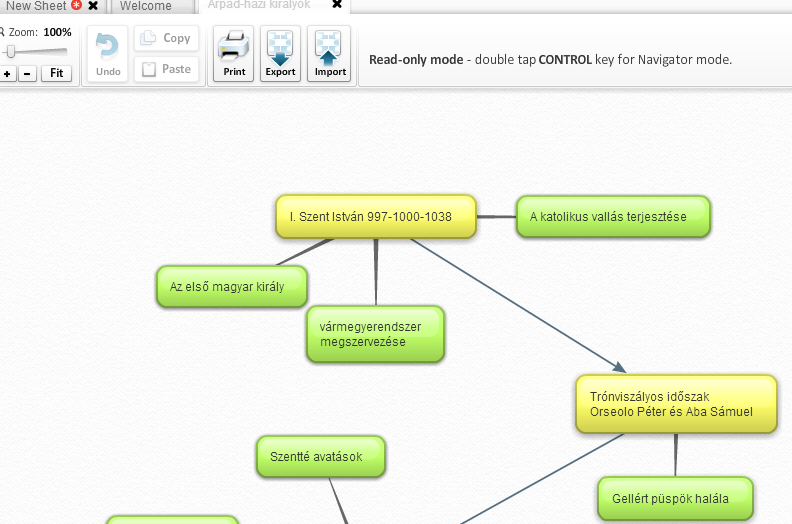 New Sheet
Welcome
Árpád-házi királyok
Zoom: 100%
+
−
Fit
Undo
Copy
Paste
Print
Export
Import
Read-only mode - double tap CONTROL key for Navigator mode.
I. Szent István 997-1000-1038
A katolikus vallás terjesztése
Az első magyar király
vármegyerendszer
megszervezése
Trónviszályos időszak
Orseolo Péter és Aba Sámuel
Szentté avatások
Gellért püspök halála